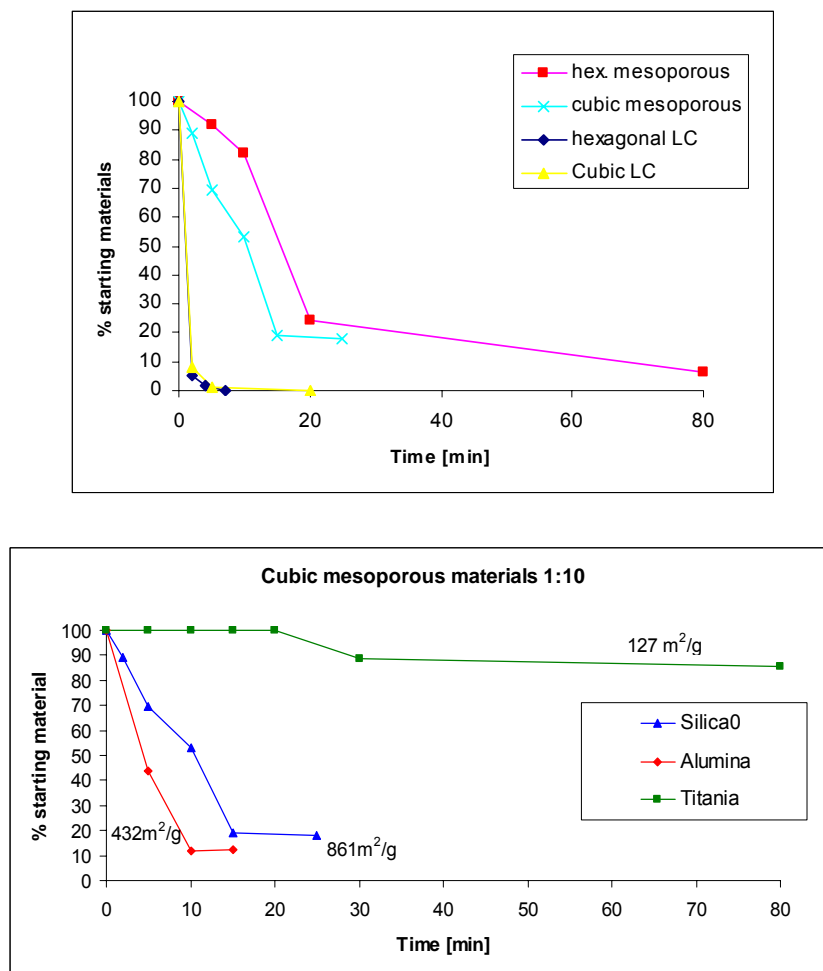 hex. mesoporous
cubic mesoporous
hexagonal LC
Cubic LC
100
90
80
70
60
50
40
30
20
10
0
% starting materials
0 20 40 60 80
Time [min]
Cubic mesoporous materials 1:10
100
90
80
70
60
50
40
30
20
10
0
% starting material
127 m²/g
Silica0
Alumina
Titania
432m²/g
861m²/g
0 10 20 30 40 50 60 70 80
Time [min]